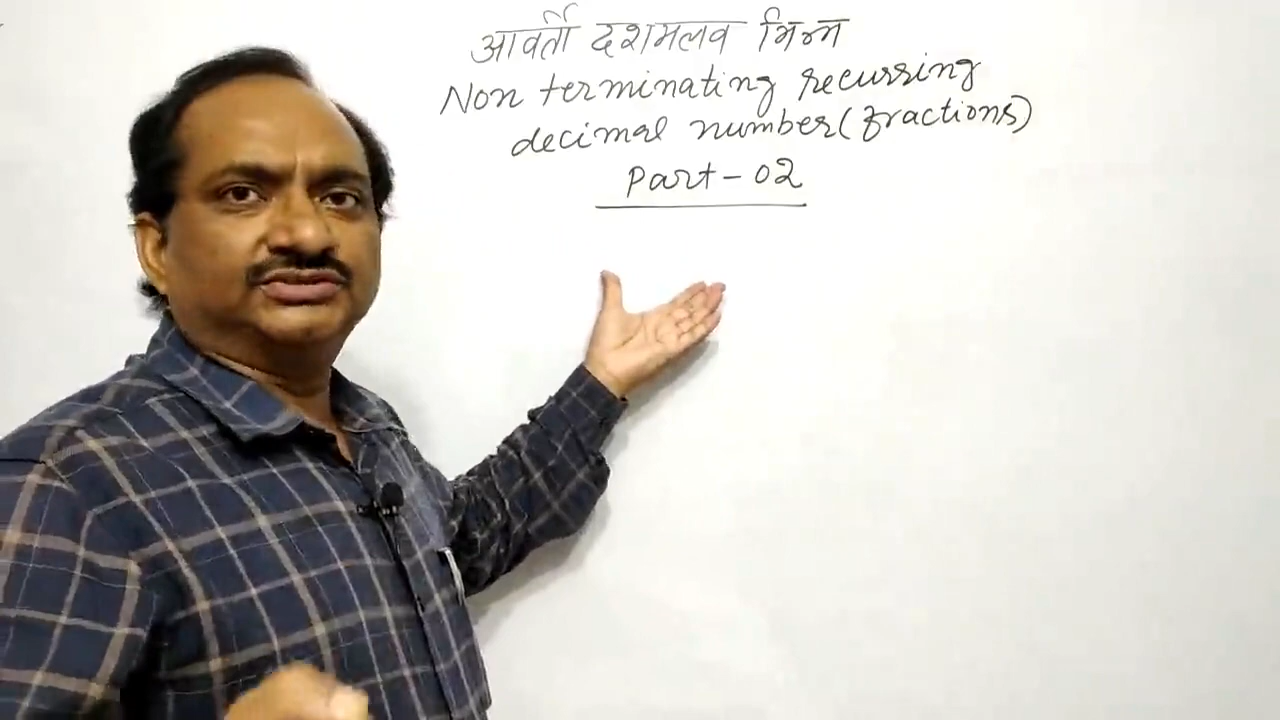 आवर्ती दशमलव भिन्न
Non terminating recurring
decimal number (fractions)
Part-02